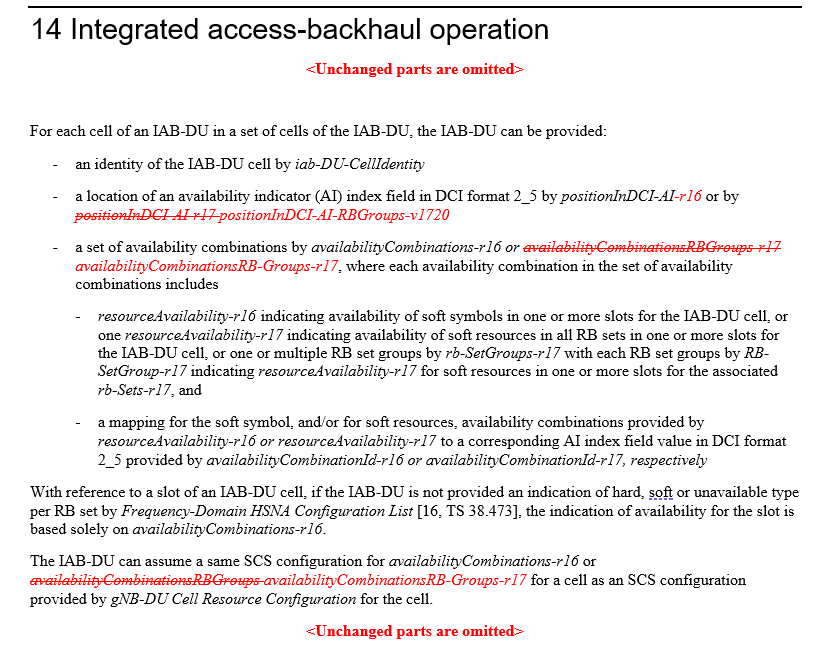 14 Integrated access-backhaul operation
<Unchanged parts are omitted>
For each cell of an IAB-DU in a set of cells of the IAB-DU, the IAB-DU can be provided:
- an identity of the IAB-DU cell by iab-DU-CellIdentity
- a location of an availability indicator (AI) index field in DCI format 2_5 by positionInDCI-AI-r16 or by
positionInDCI-AI-r17 positionInDCI-AI-RBGroups-v1720
- a set of availability combinations by availabilityCombinations-r16 or availabilityCombinationsRBGroups-r17
availabilityCombinationsRB-Groups-r17, where each availability combination in the set of availability
combinations includes
- resourceAvailability-r16 indicating availability of soft symbols in one or more slots for the IAB-DU cell, or
one resourceAvailability-r17 indicating availability of soft resources in all RB sets in one or more slots for
the IAB-DU cell, or one or multiple RB set groups by rb-SetGroups-r17 with each RB set groups by RB-
SetGroup-r17 indicating resourceAvailability-r17 for soft resources in one or more slots for the associated
rb-Sets-r17, and
- a mapping for the soft symbol, and/or for soft resources, availability combinations provided by
resourceAvailability-r16 or resourceAvailability-r17 to a corresponding AI index field value in DCI format
2_5 provided by availabilityCombinationId-r16 or availabilityCombinationId-r17, respectively
With reference to a slot of an IAB-DU cell, if the IAB-DU is not provided an indication of hard, soft or unavailable type
per RB set by Frequency-Domain HSNA Configuration List [16, TS 38.473], the indication of availability for the slot is
based solely on availabilityCombinations-r16.
The IAB-DU can assume a same SCS configuration for availabilityCombinations-r16 or
availabilityCombinationsRBGroups availabilityCombinationsRB-Groups-r17 for a cell as an SCS configuration
provided by gNB-DU Cell Resource Configuration for the cell.
<Unchanged parts are omitted>